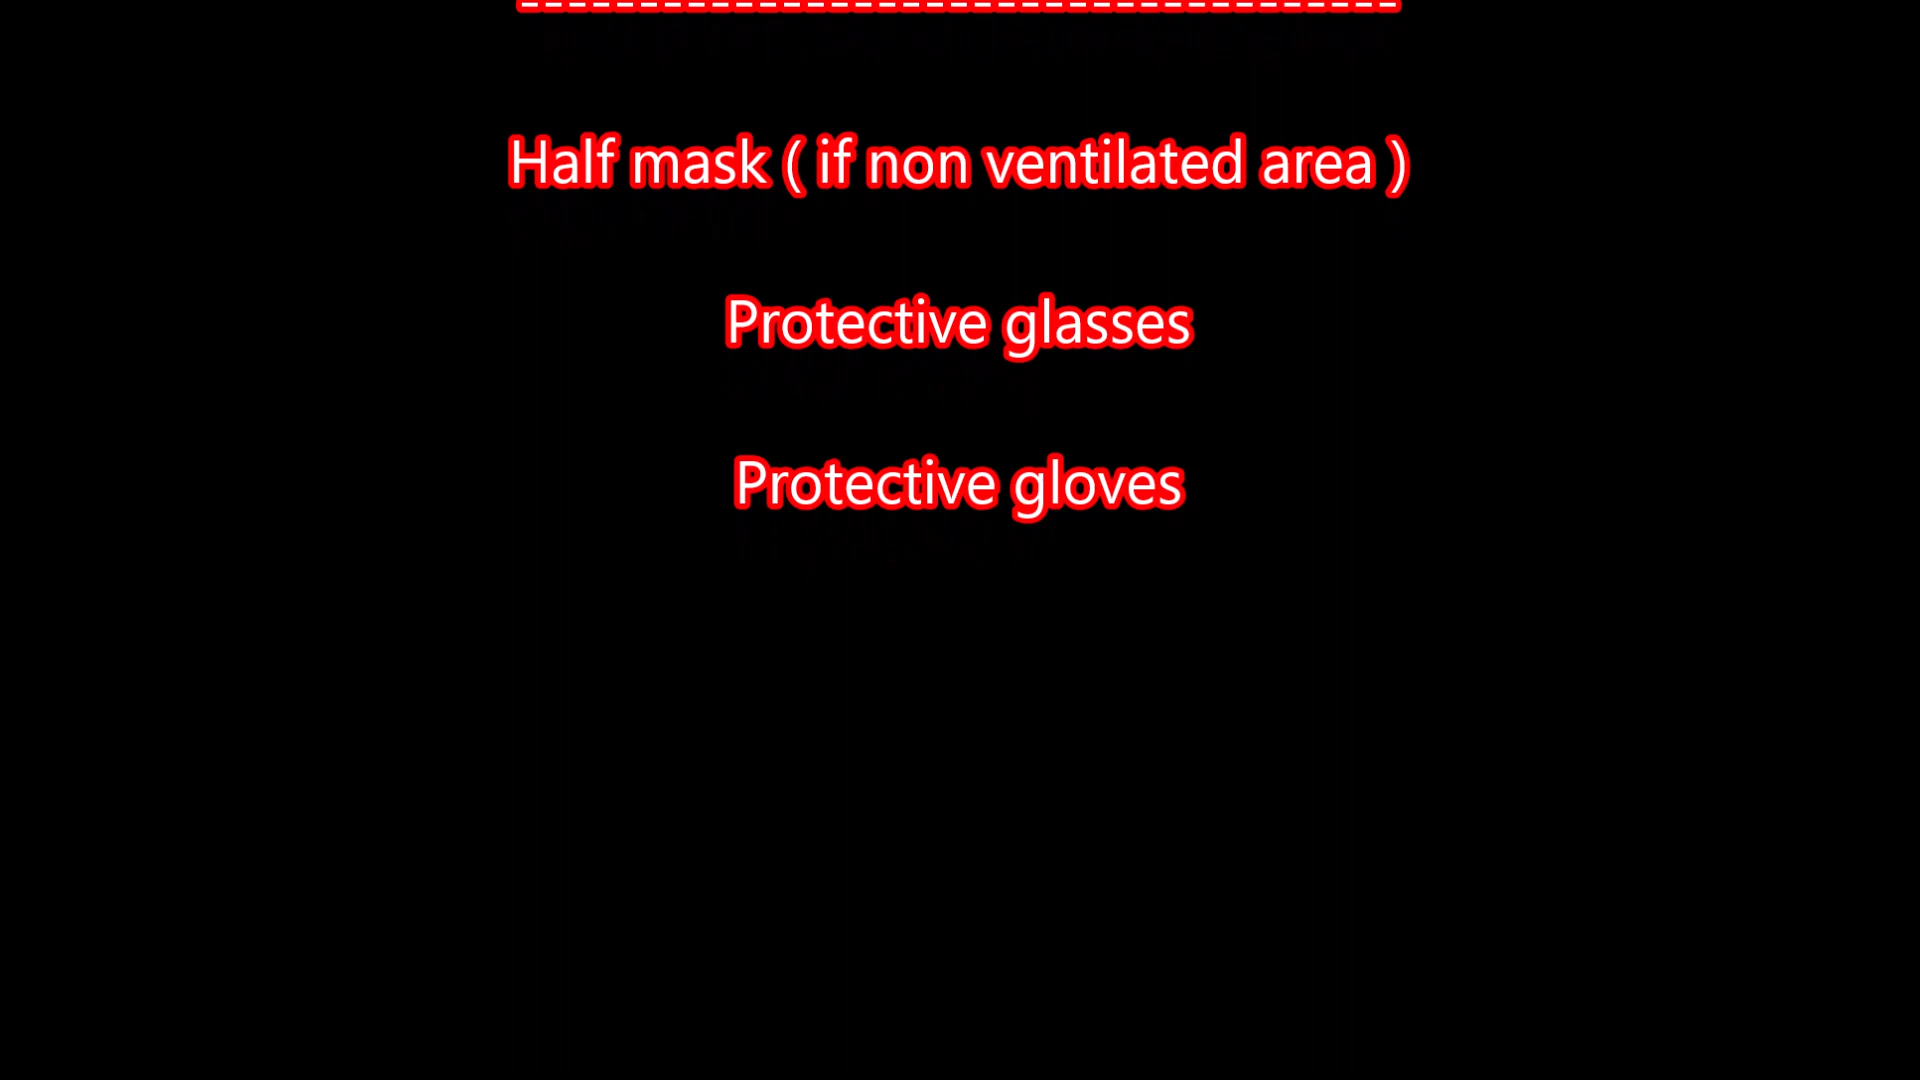 -------------------------------------
Half mask ( if non ventilated area )
Protective glasses
Protective gloves